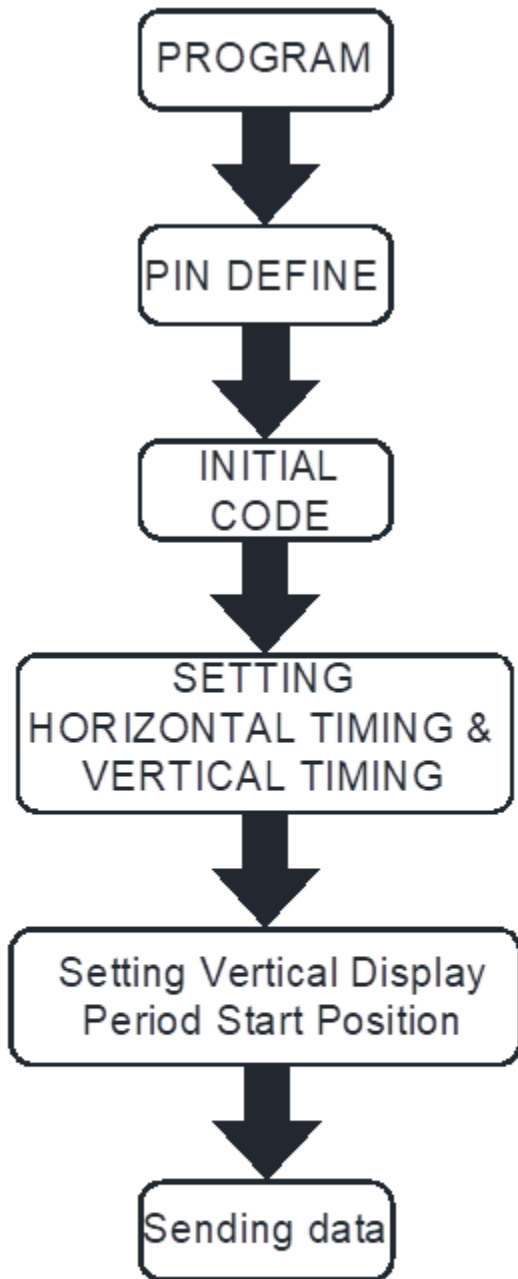 PROGRAM
PIN DEFINE
INITIAL
CODE
SETTING
HORIZONTAL TIMING &
VERTICAL TIMING
Setting Vertical Display
Period Start Position
Sending data